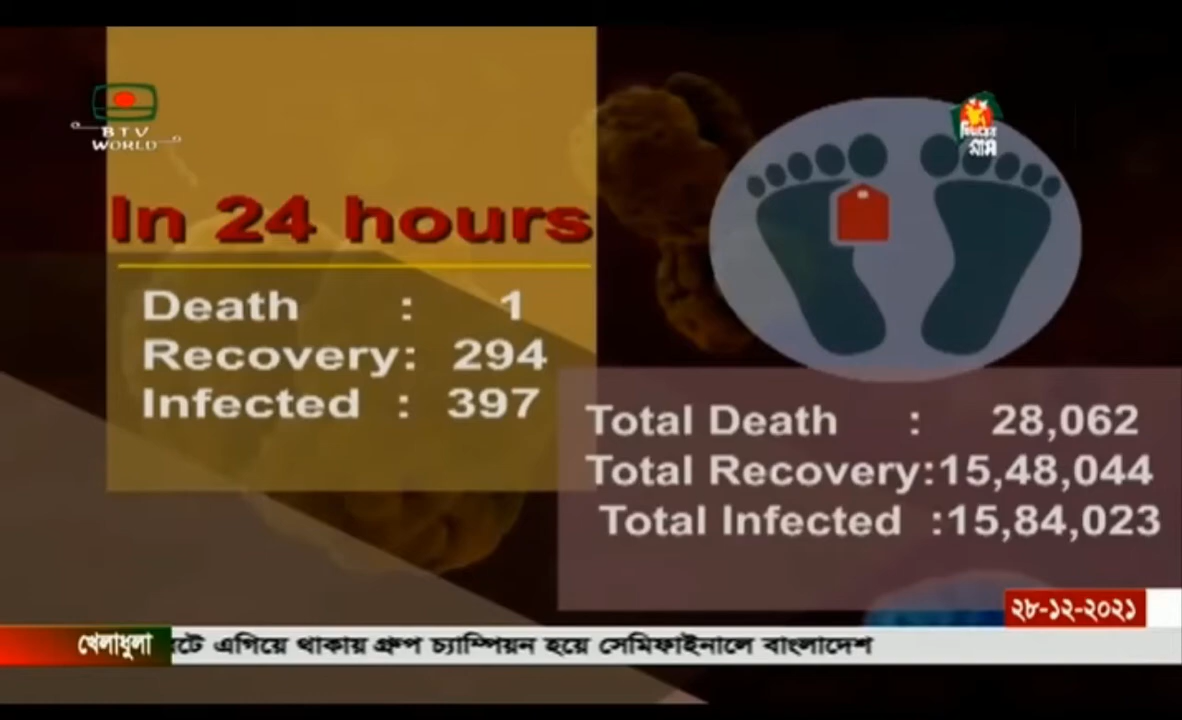 BTV
WORLD
বিজয়ের
মাস
In 24 hours
Death : 1
Recovery: 294
Infected : 397
Total Death : 28,062
Total Recovery:15,48,044
Total Infected :15,84,023
২৮-১২-২০২১
খেলাধুলা
টে এগিয়ে থাকায় গ্রুপ চ্যাম্পিয়ন হয়ে সেমিফাইনালে বাংলাদেশ